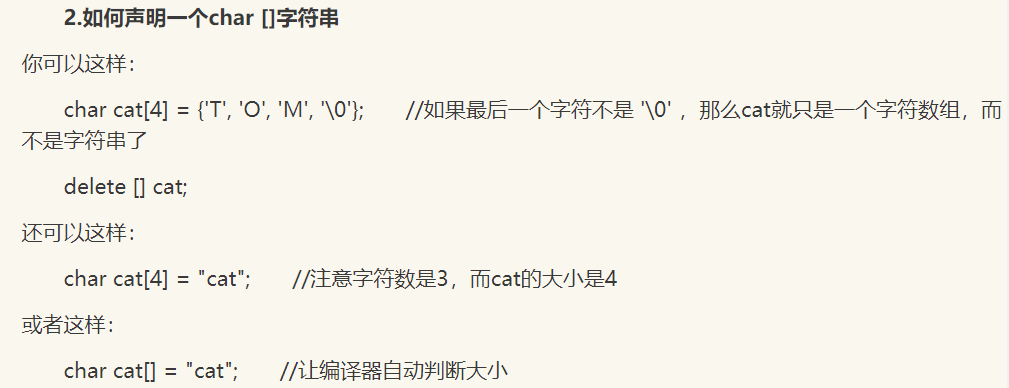 2.如何声明一个char []字符串
你可以这样：
char cat[4] = {'T', 'O', 'M', '\0'};　　//如果最后一个字符不是 '\0' ，那么cat就只是一个字符数组，而
不是字符串了
delete [] cat;
还可以这样：
char cat[4] = "cat";　　//注意字符数是3，而cat的大小是4
或者这样：
char cat[] = "cat";　　//让编译器自动判断大小